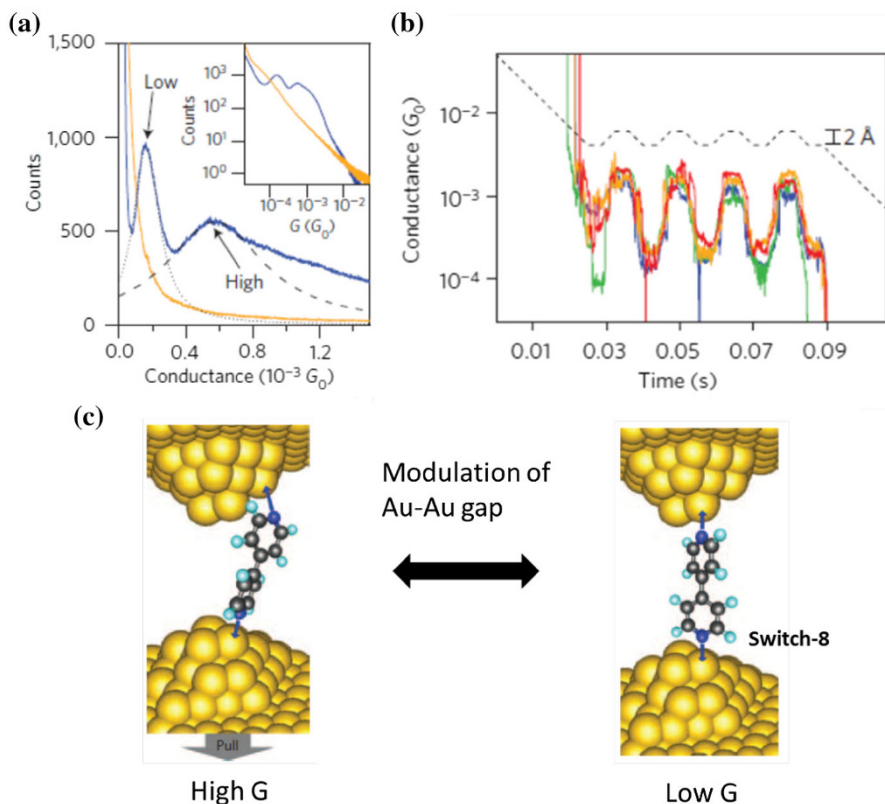 (a)
1,500
1,000
500
0
Counts
Low
High
0.0 0.4 0.8 1.2
Conductance (10⁻³ G₀)
10³
10²
10¹
10⁰
Counts
10⁻⁴ 10⁻³ 10⁻²
G (G₀)
(b)
10⁻²
10⁻³
10⁻⁴
Conductance (G₀)
2 Å
0.01 0.03 0.05 0.07 0.09
Time (s)
(c)
Modulation of
Au-Au gap
Switch-8
Pull
High G
Low G